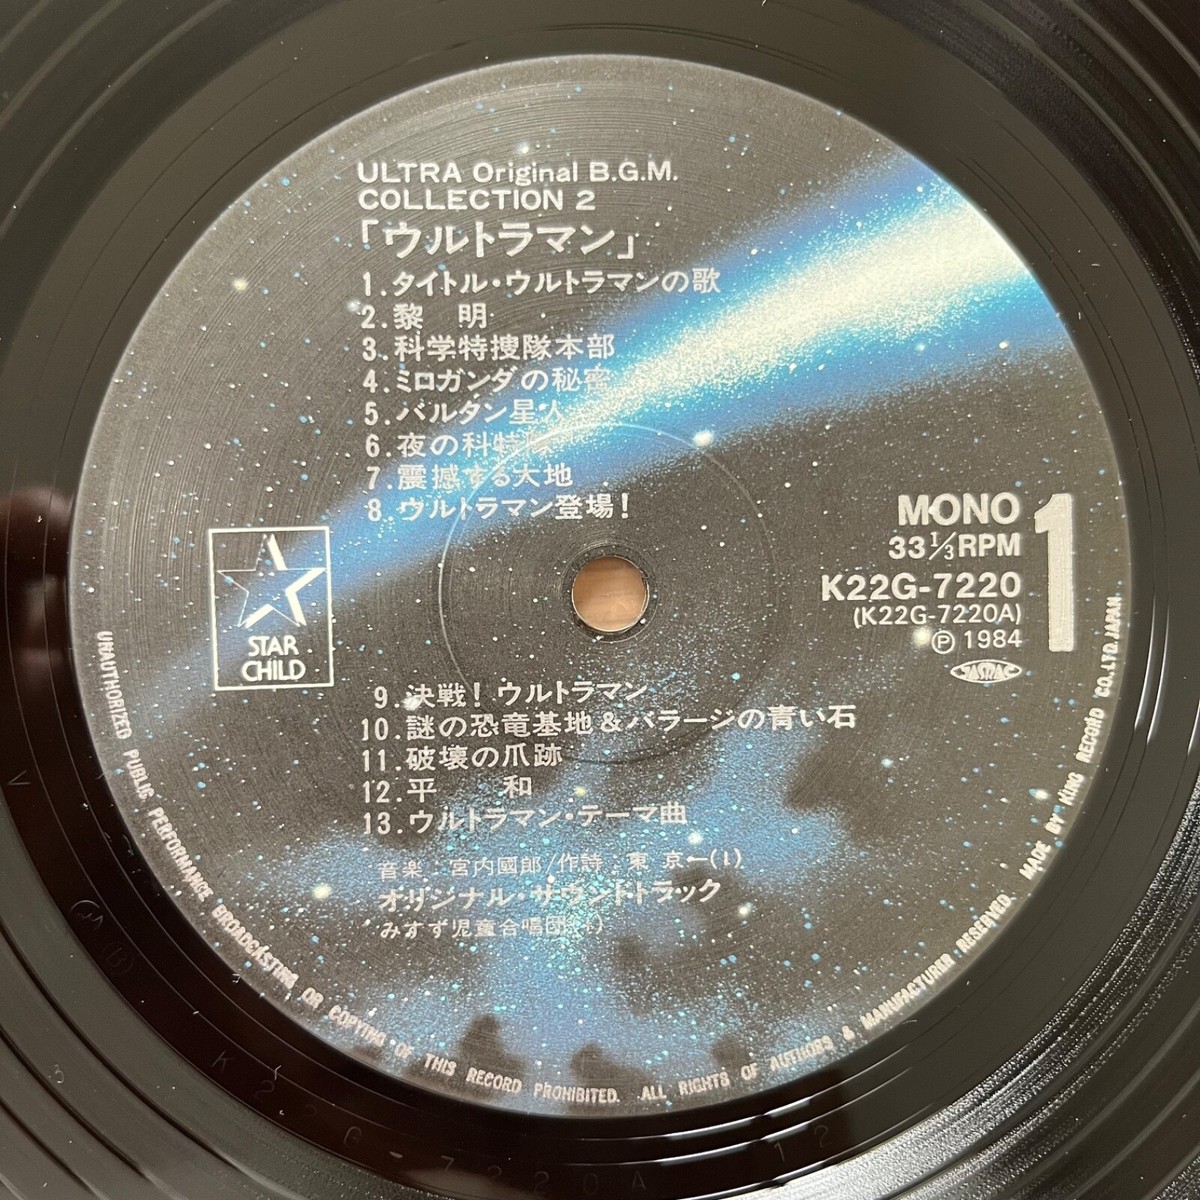 ULTRA Original B.G.M.
COLLECTION 2
「ウルトラマン」
1.タイトル・ウルトラマンの歌
2.黎 明
3.科学特捜隊本部
4.ミロガンダの秘密
5.バルタン星人
6.夜の科特隊
7.震撼する大地
8.ウルトラマン登場!
MONO
33 1/3 RPM
1
K22G-7220
(K22G-7220A)
Ⓟ 1984
JASRAC
STAR
CHILD
9.決戦! ウルトラマン
10.謎の恐竜基地&バラージの青い石
11.破壊の爪跡
12.平 和
13.ウルトラマン・テーマ曲
音楽:宮内國郎/作詩:東 京一(1)
オリジナル・サウンドトラック
みすず児童合唱団(1)
UNAUTHORIZED PUBLIC PERFORMANCE BROADCASTING OR COPYING OF THIS RECORD PROHIBITED. ALL RIGHTS OF AUTHORS & MANUFACTURER RESERVED. MADE BY KING RECORD CO., LTD. JAPAN
K22G-7220A 12